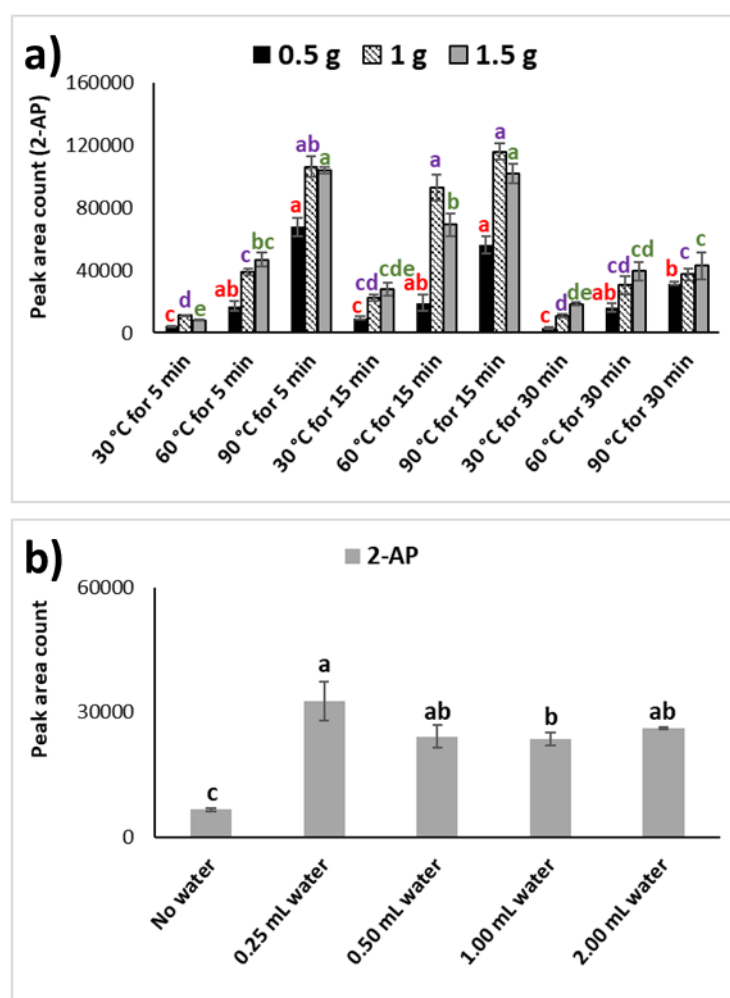 a)
0.5 g 1 g 1.5 g
Peak area count (2-AP)
160000
120000
80000
40000
0
c d e
ab c bc
a ab a
c cd cde
ab a b
a a a
c d de
ab cd cd
b c c
30 °C for 5 min
60 °C for 5 min
90 °C for 5 min
30 °C for 15 min
60 °C for 15 min
90 °C for 15 min
30 °C for 30 min
60 °C for 30 min
90 °C for 30 min
b)
2-AP
Peak area count
60000
30000
0
c
a
ab
b
ab
No water
0.25 mL water
0.50 mL water
1.00 mL water
2.00 mL water